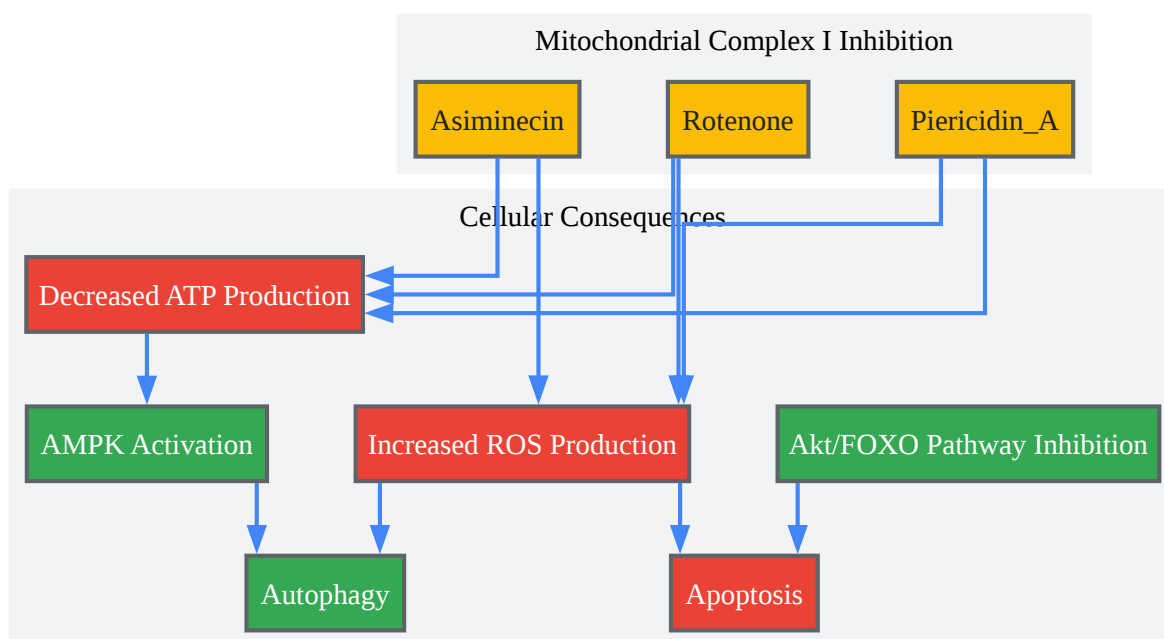 Mitochondrial Complex I Inhibition
Asiminecin
Rotenone
Piericidin_A
Cellular Consequences
Decreased ATP Production
AMPK Activation
Increased ROS Production
Akt/FOXO Pathway Inhibition
Autophagy
Apoptosis